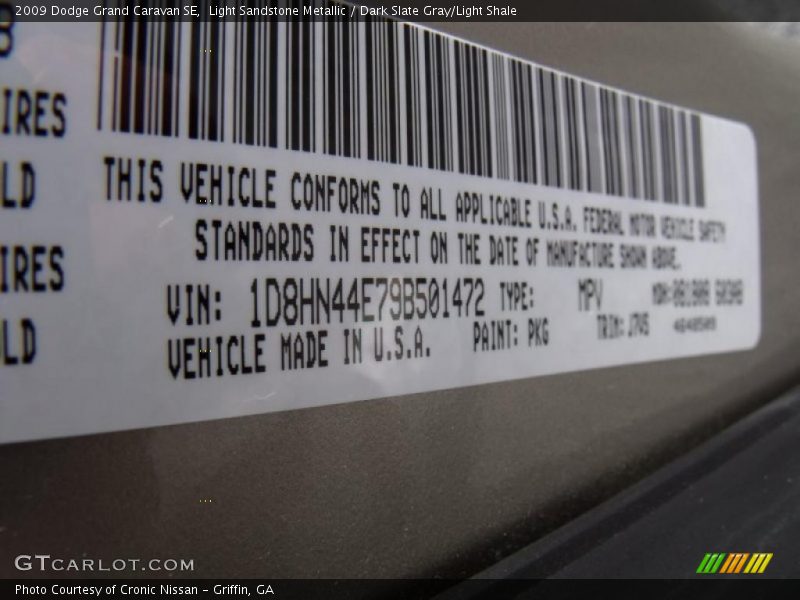 2009 Dodge Grand Caravan SE, Light Sandstone Metallic / Dark Slate Gray/Light Shale
IRES
LD
IRES
LD
THIS VEHICLE CONFORMS TO ALL APPLICABLE U.S.A. FEDERAL MOTOR VEHICLE SAFETY
STANDARDS IN EFFECT ON THE DATE OF MANUFACTURE SHOWN ABOVE.
VIN: 1D8HN44E79B501472 TYPE: MPV MDH:
VEHICLE MADE IN U.S.A. PAINT: PKG TRIM:
GTCARLOT.COM
Photo Courtesy of Cronic Nissan - Griffin, GA